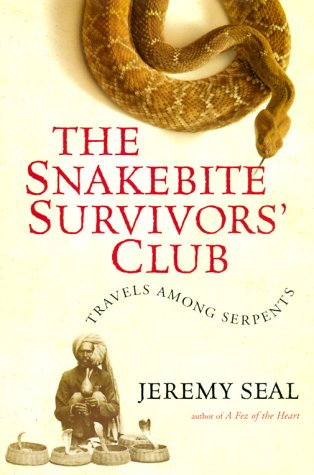 THE
SNAKEBITE
SURVIVORS'
CLUB
TRAVELS AMONG SERPENTS
JEREMY SEAL
author of A Fez of the Heart